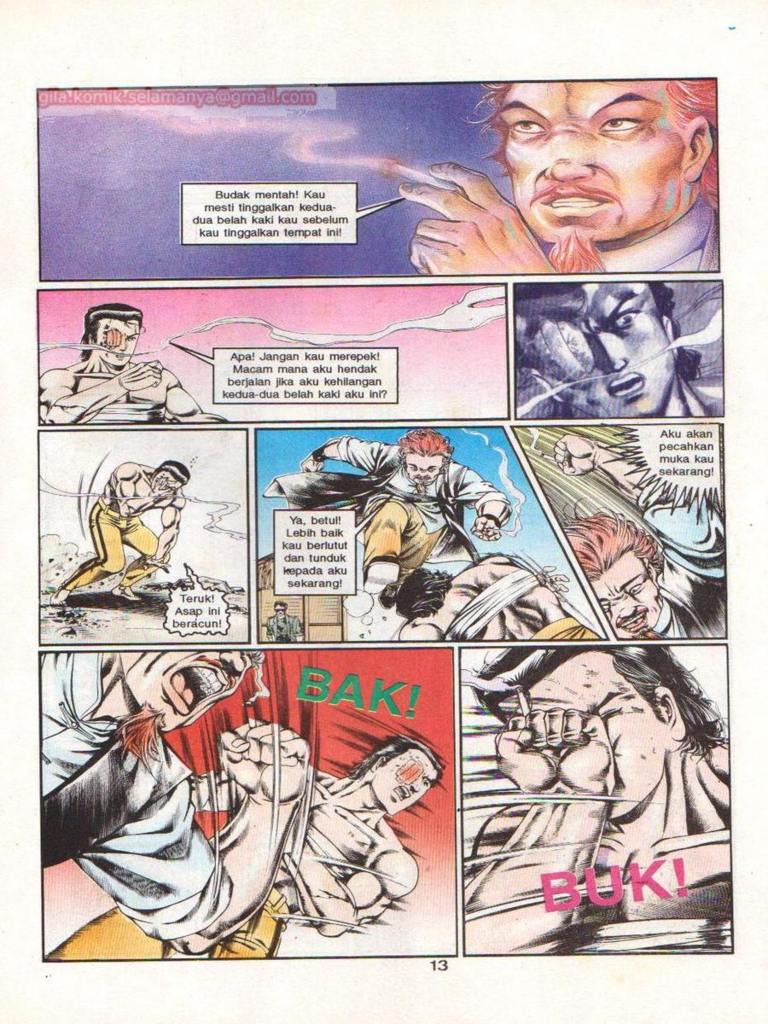 gila.komik.selamanya@gmail.com
Budak mentah! Kau
mesti tinggalkan kedua-
dua belah kaki kau sebelum
kau tinggalkan tempat ini!
Apa! Jangan kau merepek!
Macam mana aku hendak
berjalan jika aku kehilangan
kedua-dua belah kaki aku ini?
Teruk!
Asap ini
beracun!
Ya, betul!
Lebih baik
kau berlutut
dan tunduk
kepada aku
sekarang!
Aku akan
pecahkan
muka kau
sekarang!
BAK!
BUK!
13